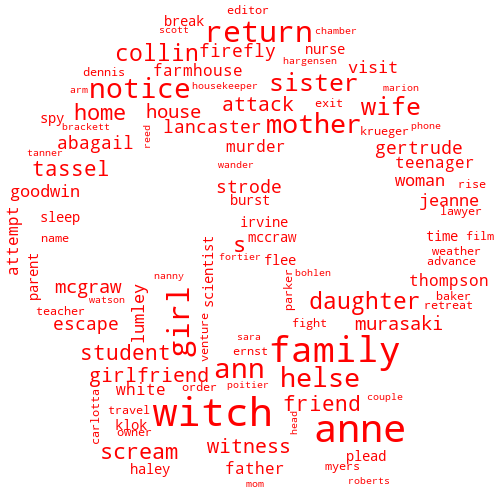 editor
break
scott
return
chamber
collin
firefly
nurse
dennis
farmhouse
hargensen
visit
arm
notice
housekeeper
sister
marion
spy
home
house
attack
exit
wife
brackett
lancaster
mother
krueger
phone
tanner
abagail
reed
murder
gertrude
tassel
wander
teenager
goodwin
strode
woman
rise
sleep
burst
jeanne
lawyer
attempt
name
irvine
s
mccraw
time
film
parent
scientist
fortier
flee
weather
advance
mcgraw
nanny
parker
bohlen
thompson
watson
girl
daughter
baker
retreat
teacher
lumley
escape
venture
fight
murasaki
student
sara
ernst
family
girlfriend
ann
helse
white
order
poitier
carlotta
travel
witch
friend
couple
klok
owner
head
anne
scream
witness
plead
haley
father
myers
mom
roberts